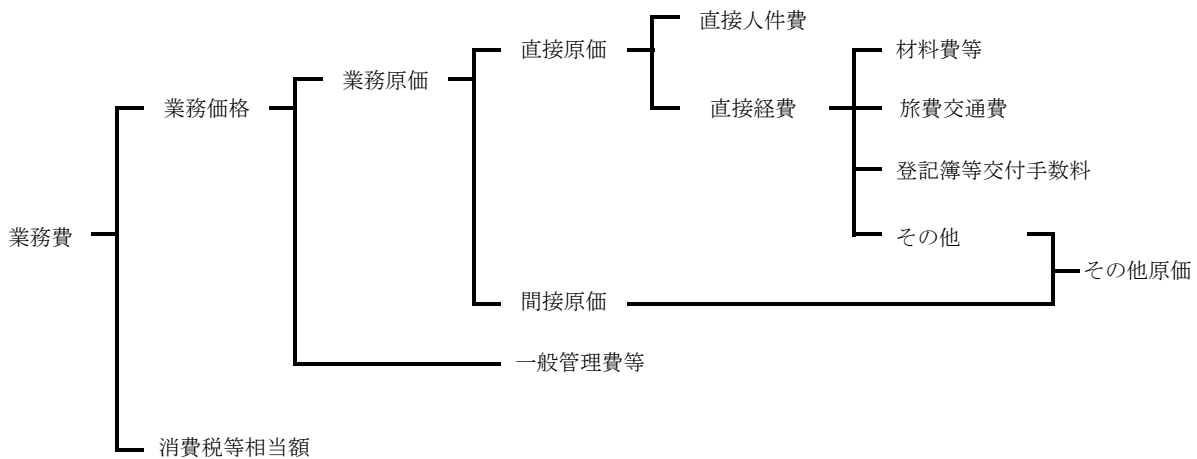 直接人件費
直接原価
材料費等
業務原価
業務価格
直接経費
旅費交通費
登記簿等交付手数料
業務費
その他
その他原価
間接原価
一般管理費等
消費税等相当額